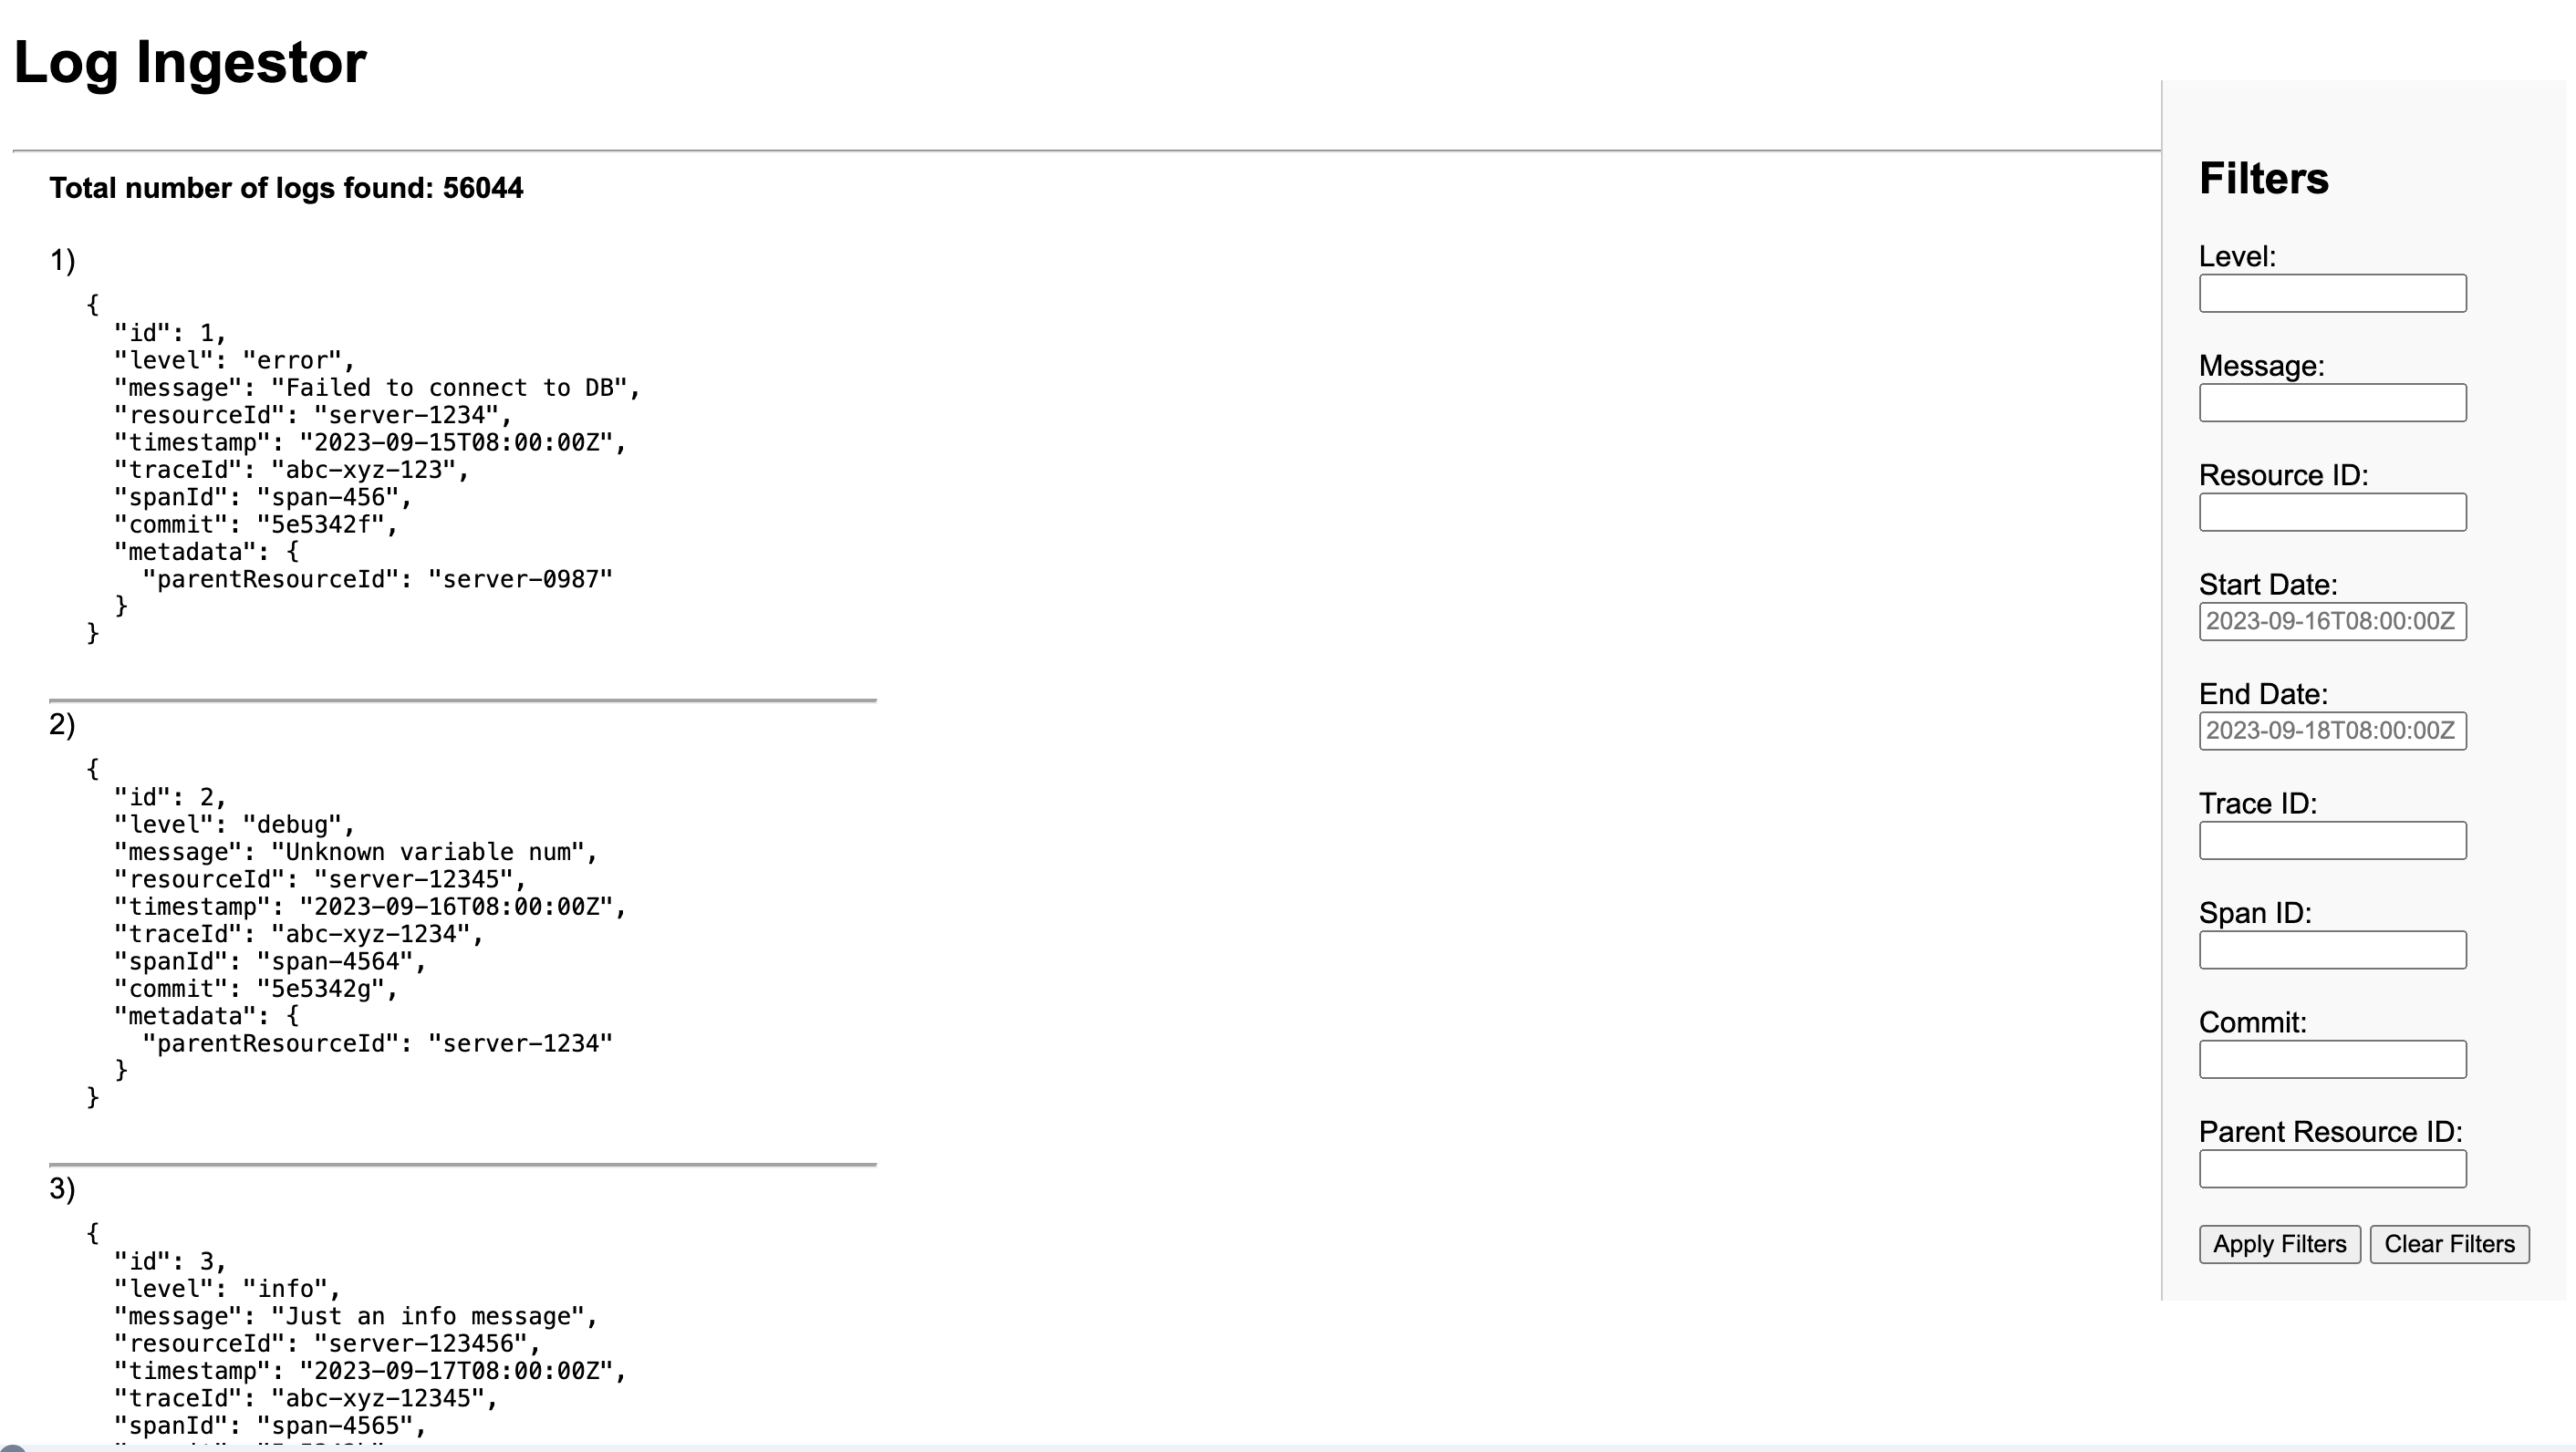 Log Ingestor
Total number of logs found: 56044
1)
{
"id": 1,
"level": "error",
"message": "Failed to connect to DB",
"resourceId": "server-1234",
"timestamp": "2023-09-15T08:00:00Z",
"traceId": "abc-xyz-123",
"spanId": "span-456",
"commit": "5e5342f",
"metadata": {
"parentResourceId": "server-0987"
}
}
2)
{
"id": 2,
"level": "debug",
"message": "Unknown variable num",
"resourceId": "server-12345",
"timestamp": "2023-09-16T08:00:00Z",
"traceId": "abc-xyz-1234",
"spanId": "span-4564",
"commit": "5e5342g",
"metadata": {
"parentResourceId": "server-1234"
}
}
3)
{
"id": 3,
"level": "info",
"message": "Just an info message",
"resourceId": "server-123456",
"timestamp": "2023-09-17T08:00:00Z",
"traceId": "abc-xyz-12345",
"spanId": "span-4565",
Filters
Level:
Message:
Resource ID:
Start Date:
2023-09-16T08:00:00Z
End Date:
2023-09-18T08:00:00Z
Trace ID:
Span ID:
Commit:
Parent Resource ID:
Apply Filters Clear Filters